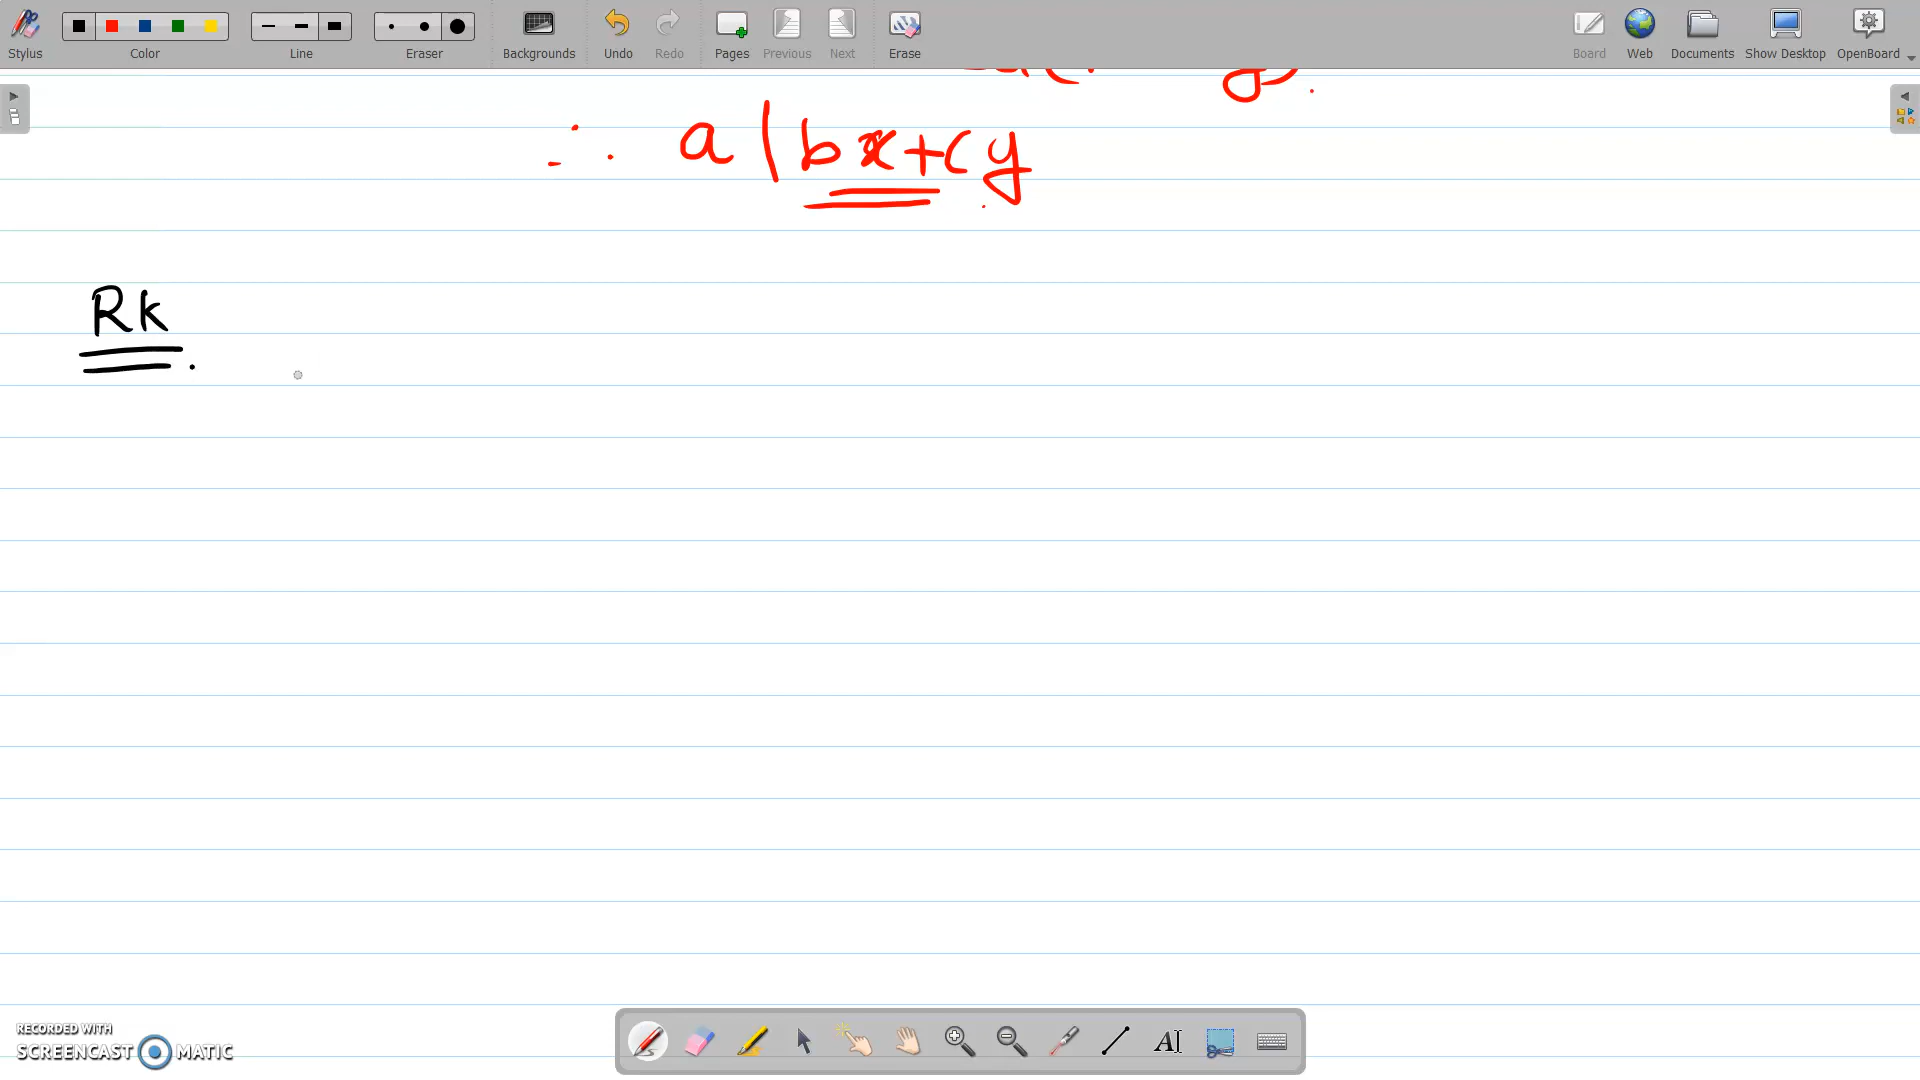 Stylus Color Line Eraser Backgrounds Undo Redo Pages Previous Next Erase Board Web Documents Show Desktop OpenBoard
∴ a | bx+cy
Rk.
RECORDED WITH
SCREENCAST MATIC